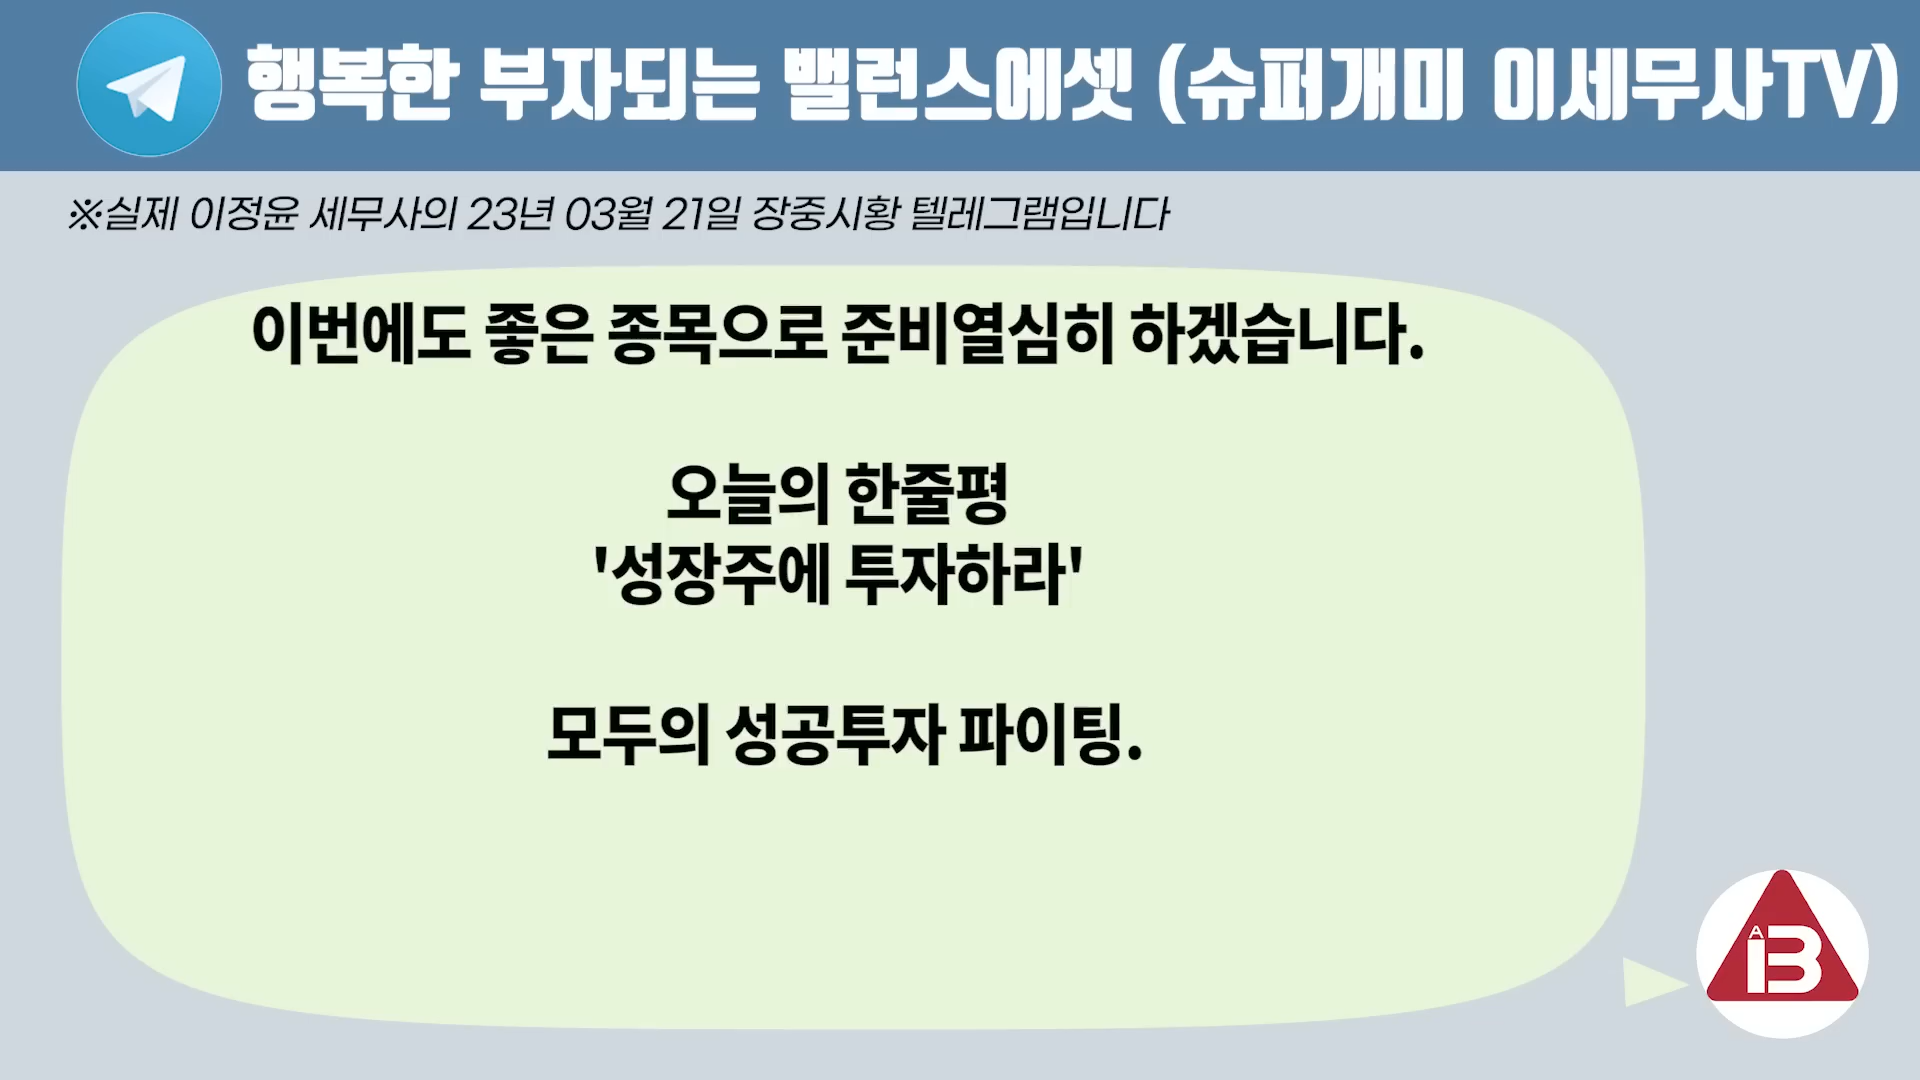 행복한 부자되는 밸런스에셋 (슈퍼개미 이세무사TV)
※실제 이정윤 세무사의 23년 03월 21일 장중시황 텔레그램입니다
이번에도 좋은 종목으로 준비열심히 하겠습니다.
오늘의 한줄평
'성장주에 투자하라'
모두의 성공투자 파이팅.
A
B